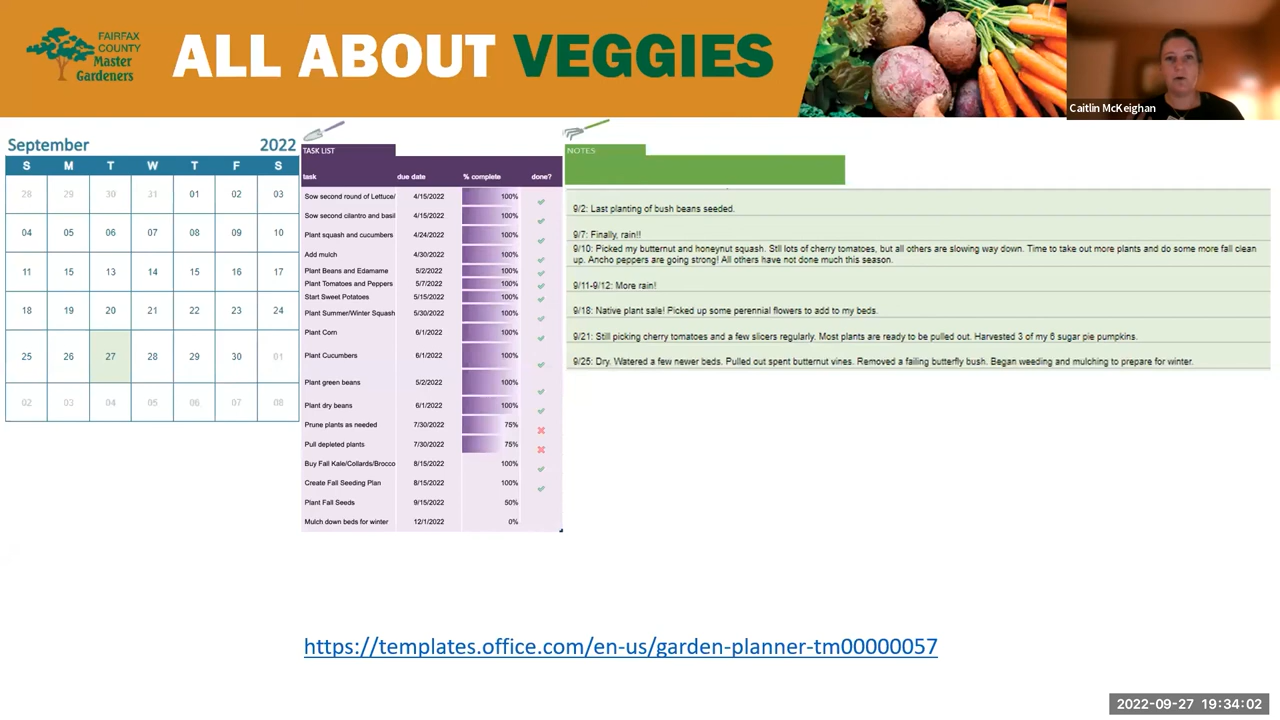 FAIRFAX
COUNTY
Master
Gardeners
ALL ABOUT VEGGIES
Caitlin McKeighan
September 2022
S M T W T F S
28 29 30 31 01 02 03
04 05 06 07 08 09 10
11 12 13 14 15 16 17
18 19 20 21 22 23 24
25 26 27 28 29 30 01
02 03 04 05 06 07 08
TASK LIST
task due date % complete done?
Sow second round of Lettuce/ 4/15/2022 100%
Sow second cilantro and basil 4/15/2022 100%
Plant squash and cucumbers 4/24/2022 100%
Add mulch 4/30/2022 100%
Plant Beans and Edamame 5/2/2022 100%
Plant Tomatoes and Peppers 5/7/2022 100%
Start Sweet Potatoes 5/15/2022 100%
Plant Summer/Winter Squash 5/30/2022 100%
Plant Corn 6/1/2022 100%
Plant Cucumbers 6/1/2022 100%
Plant green beans 5/2/2022 100%
Plant dry beans 6/1/2022 100%
Prune plants as needed 7/30/2022 75%
Pull depleted plants 7/30/2022 75%
Buy Fall Kale/Collards/Brocco 8/15/2022 100%
Create Fall Seeding Plan 8/15/2022 100%
Plant Fall Seeds 9/15/2022 50%
Mulch down beds for winter 12/1/2022 0%
NOTES
9/2: Last planting of bush beans seeded.
9/7: Finally, rain!!
9/10: Picked my butternut and honeynut squash. Stll lots of cherry tomatoes, but all others are slowing way down. Time to take out more plants and do some more fall clean
up. Ancho peppers are going strong! All others have not done much this season.
9/11-9/12: More rain!
9/18: Native plant sale! Picked up some perennial flowers to add to my beds.
9/21: Still picking cherry tomatoes and a few slicers regularly. Most plants are ready to be pulled out. Harvested 3 of my 6 sugar pie pumpkins.
9/25: Dry. Watered a few newer beds. Pulled out spent butternut vines. Removed a failing butterfly bush. Began weeding and mulching to prepare for winter.
https://templates.office.com/en-us/garden-planner-tm00000057
2022-09-27 19:34:02